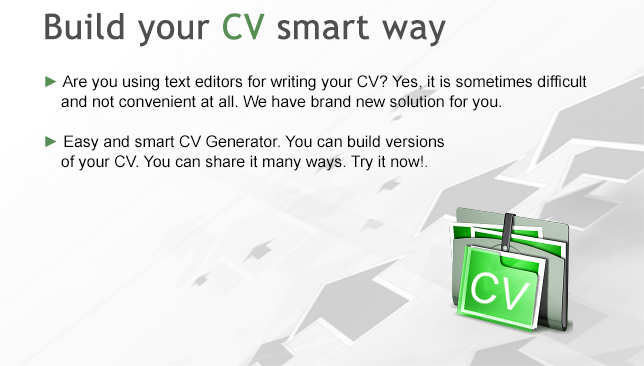 Build your CV smart way
► Are you using text editors for writing your CV? Yes, it is sometimes difficult
and not convenient at all. We have brand new solution for you.
► Easy and smart CV Generator. You can build versions
of your CV. You can share it many ways. Try it now!.
CV